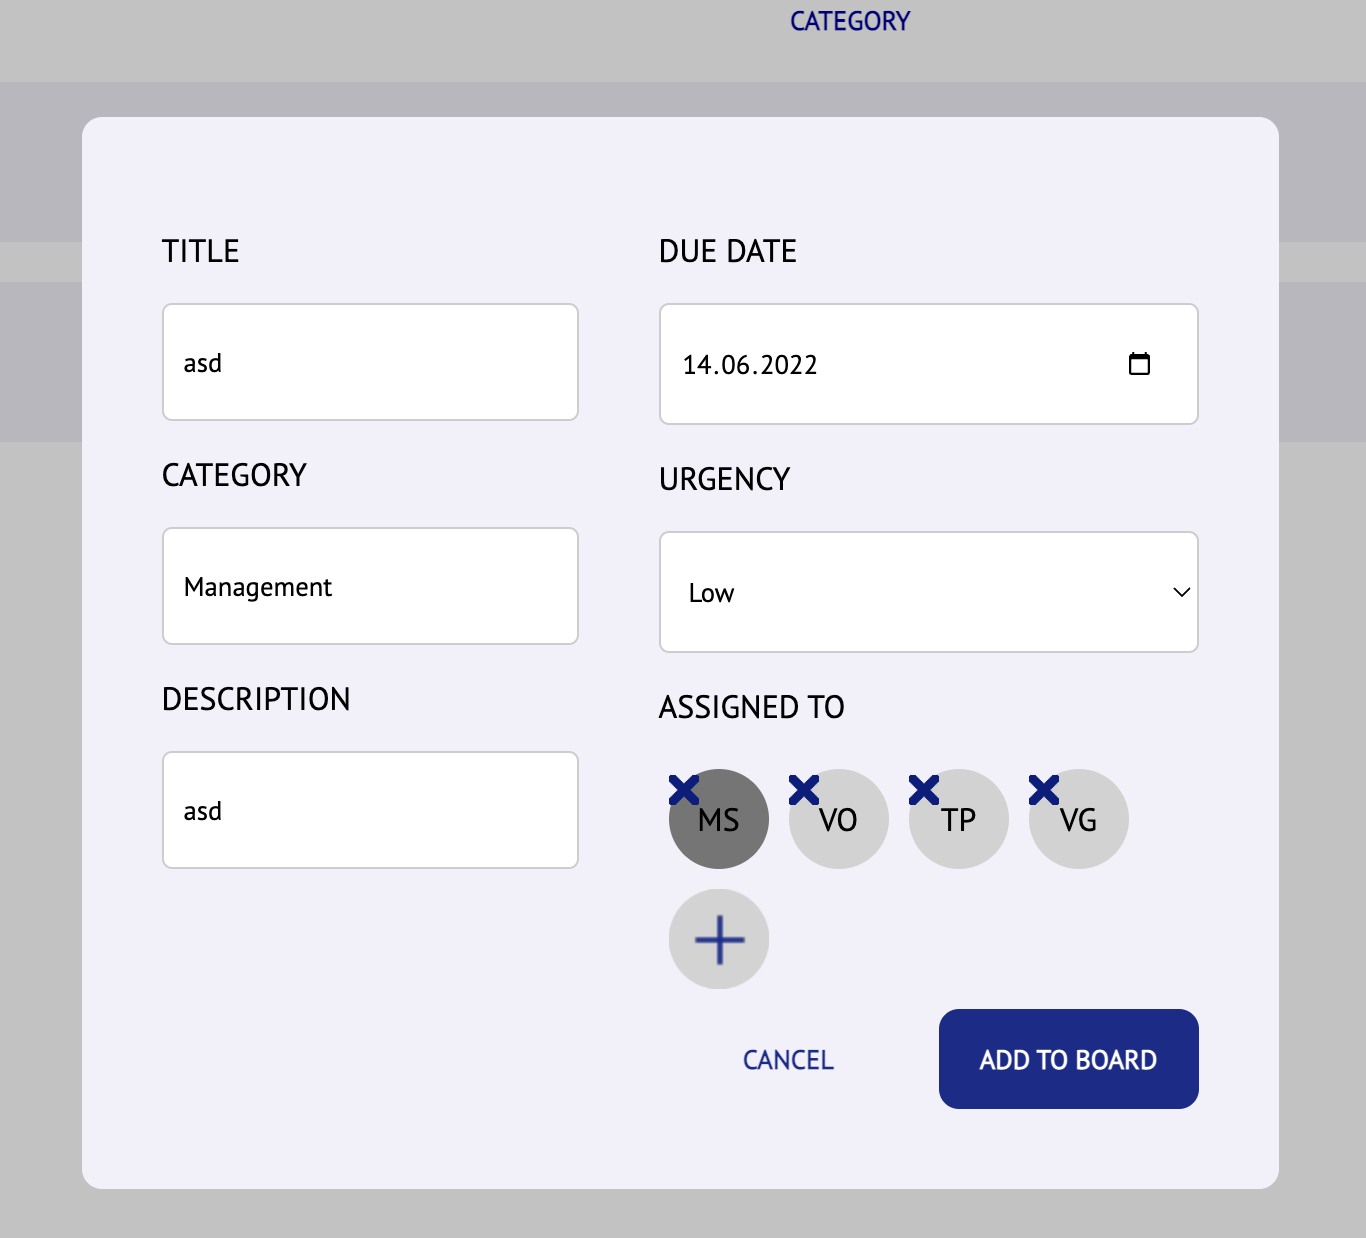 CATEGORY
TITLE
asd
CATEGORY
Management
DESCRIPTION
asd
DUE DATE
14.06.2022
URGENCY
Low
ASSIGNED TO
MS VO TP VG
CANCEL ADD TO BOARD